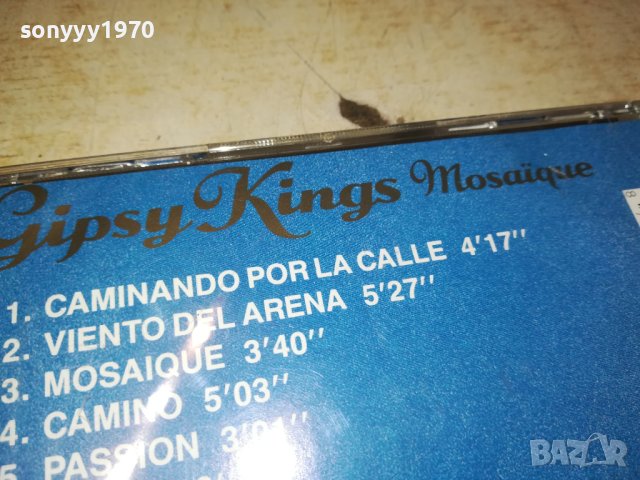 sonyyy1970
Gipsy Kings Mosaïque
1. CAMINANDO POR LA CALLE 4'17''
2. VIENTO DEL ARENA 5'27''
3. MOSAIQUE 3'40''
4. CAMINO 5'03''
5 PASSION
BAZAR